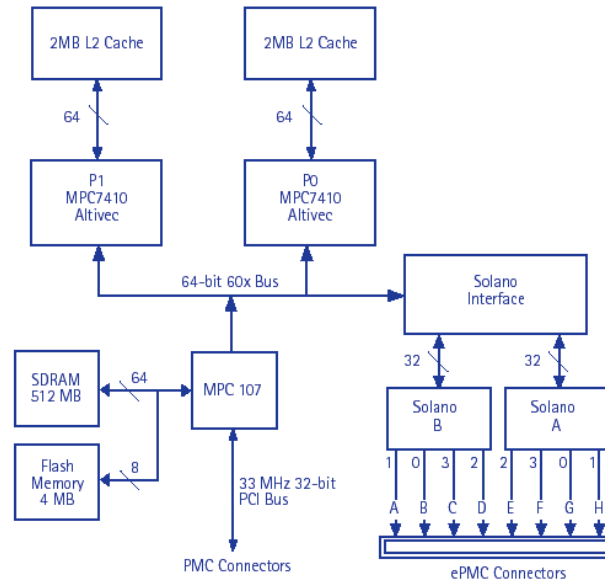 2MB L2 Cache
2MB L2 Cache
64
64
P1
MPC7410
Altivec
P0
MPC7410
Altivec
64-bit 60x Bus
Solano
Interface
32
32
SDRAM
512 MB
64
MPC 107
Solano
B
Solano
A
Flash
Memory
4 MB
8
33 MHz 32-bit
PCI Bus
1 0 3 2 2 3 0 1
A B C D E F G H
PMC Connectors
ePMC Connectors